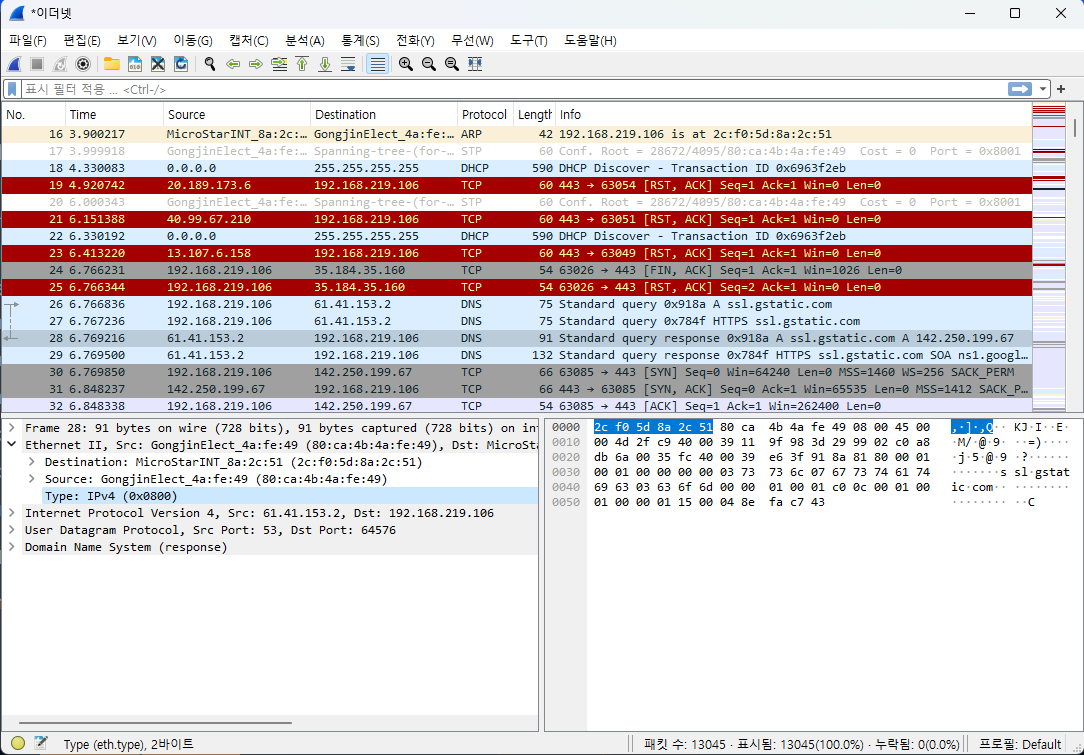 *이더넷
파일(F) 편집(E) 보기(V) 이동(G) 캡처(C) 분석(A) 통계(S) 전화(Y) 무선(W) 도구(T) 도움말(H)
표시 필터 적용 … <Ctrl-/>
No. Time Source Destination Protocol Length Info
16 3.900217 MicroStarINT_8a:2c:… GongjinElect_4a:fe:… ARP 42 192.168.219.106 is at 2c:f0:5d:8a:2c:51
17 3.999918 GongjinElect_4a:fe:… Spanning-tree-(for-… STP 60 Conf. Root = 28672/4095/80:ca:4b:4a:fe:49 Cost = 0 Port = 0x8001
18 4.330083 0.0.0.0 255.255.255.255 DHCP 590 DHCP Discover - Transaction ID 0x6963f2eb
19 4.920742 20.189.173.6 192.168.219.106 TCP 60 443 → 63054 [RST, ACK] Seq=1 Ack=1 Win=0 Len=0
20 6.000343 GongjinElect_4a:fe:… Spanning-tree-(for-… STP 60 Conf. Root = 28672/4095/80:ca:4b:4a:fe:49 Cost = 0 Port = 0x8001
21 6.151388 40.99.67.210 192.168.219.106 TCP 60 443 → 63051 [RST, ACK] Seq=1 Ack=1 Win=0 Len=0
22 6.330192 0.0.0.0 255.255.255.255 DHCP 590 DHCP Discover - Transaction ID 0x6963f2eb
23 6.413220 13.107.6.158 192.168.219.106 TCP 60 443 → 63049 [RST, ACK] Seq=1 Ack=1 Win=0 Len=0
24 6.766231 192.168.219.106 35.184.35.160 TCP 54 63026 → 443 [FIN, ACK] Seq=1 Ack=1 Win=1026 Len=0
25 6.766344 192.168.219.106 35.184.35.160 TCP 54 63026 → 443 [RST, ACK] Seq=2 Ack=1 Win=0 Len=0
26 6.766836 192.168.219.106 61.41.153.2 DNS 75 Standard query 0x918a A ssl.gstatic.com
27 6.767236 192.168.219.106 61.41.153.2 DNS 75 Standard query 0x784f HTTPS ssl.gstatic.com
28 6.769216 61.41.153.2 192.168.219.106 DNS 91 Standard query response 0x918a A ssl.gstatic.com A 142.250.199.67
29 6.769500 61.41.153.2 192.168.219.106 DNS 132 Standard query response 0x784f HTTPS ssl.gstatic.com SOA ns1.googl…
30 6.769850 192.168.219.106 142.250.199.67 TCP 66 63085 → 443 [SYN] Seq=0 Win=64240 Len=0 MSS=1460 WS=256 SACK_PERM
31 6.848237 142.250.199.67 192.168.219.106 TCP 66 443 → 63085 [SYN, ACK] Seq=0 Ack=1 Win=65535 Len=0 MSS=1412 SACK_P…
32 6.848338 192.168.219.106 142.250.199.67 TCP 54 63085 → 443 [ACK] Seq=1 Ack=1 Win=262400 Len=0
Frame 28: 91 bytes on wire (728 bits), 91 bytes captured (728 bits) on int
Ethernet II, Src: GongjinElect_4a:fe:49 (80:ca:4b:4a:fe:49), Dst: MicroSta
Destination: MicroStarINT_8a:2c:51 (2c:f0:5d:8a:2c:51)
Source: GongjinElect_4a:fe:49 (80:ca:4b:4a:fe:49)
Type: IPv4 (0x0800)
Internet Protocol Version 4, Src: 61.41.153.2, Dst: 192.168.219.106
User Datagram Protocol, Src Port: 53, Dst Port: 64576
Domain Name System (response)
0000 2c f0 5d 8a 2c 51 80 ca 4b 4a fe 49 08 00 45 00 ,·]·,Q·· KJ·I··E·
0010 00 4d 2f c9 40 00 39 11 9f 98 3d 29 99 02 c0 a8 ·M/·@·9· ··=)····
0020 db 6a 00 35 fc 40 00 39 e6 3f 91 8a 81 80 00 01 ·j·5·@·9 ·?······
0030 00 01 00 00 00 00 03 73 73 6c 07 67 73 74 61 74 ·······s sl·gstat
0040 69 63 03 63 6f 6d 00 00 01 00 01 c0 0c 00 01 00 ic·com·· ········
0050 01 00 00 01 15 00 04 8e fa c7 43 ········ ··C
Type (eth.type), 2바이트
패킷 수: 13045 · 표시됨: 13045(100.0%) · 누락됨: 0(0.0%)
프로필: Default